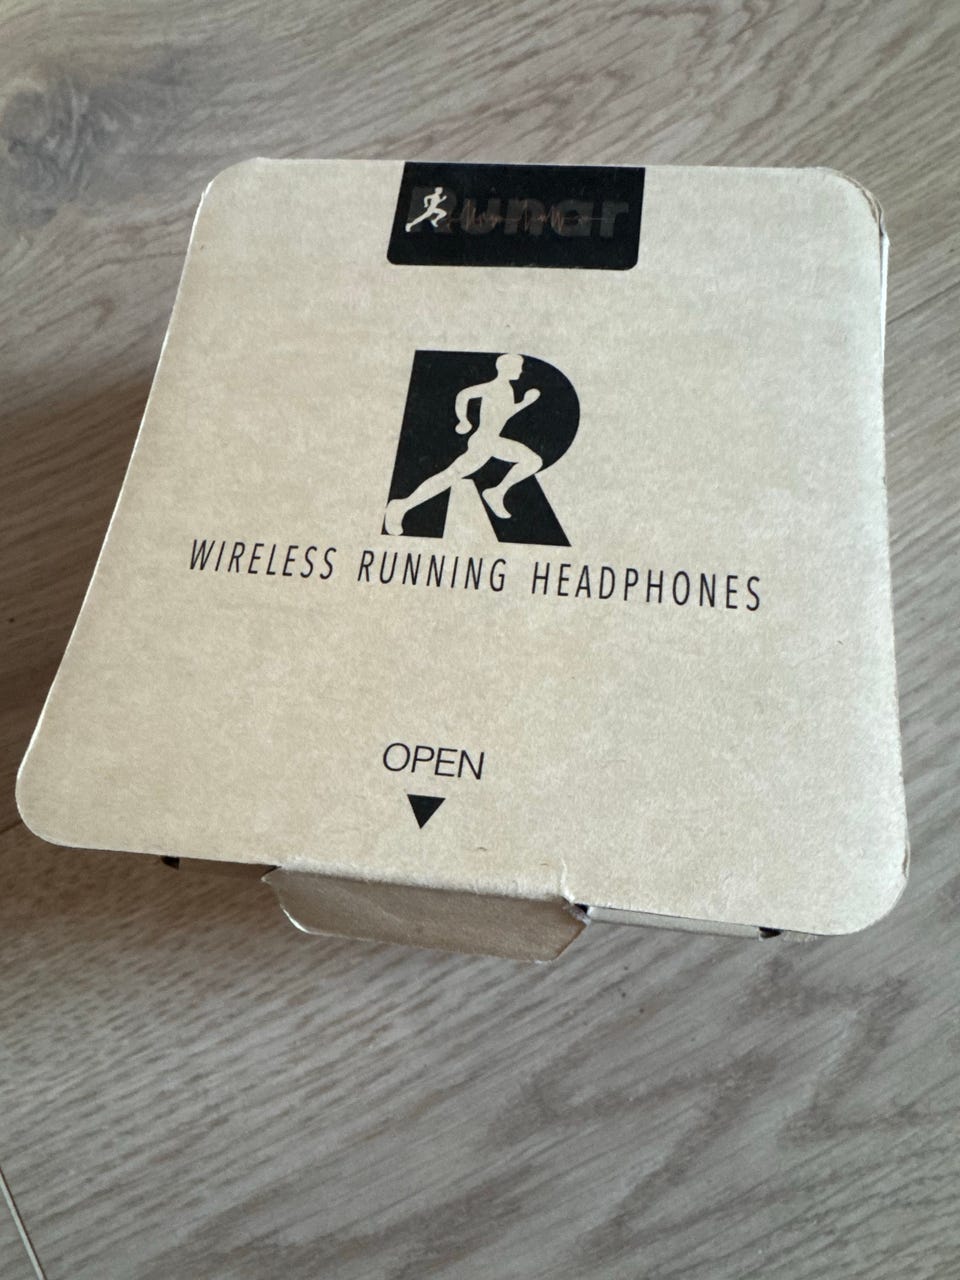 Runar
R
WIRELESS RUNNING HEADPHONES
OPEN